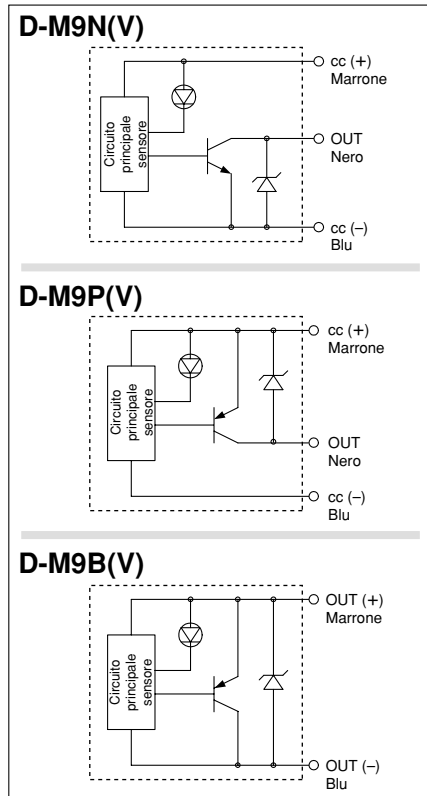 D-M9N(V)
Circuito
principale
sensore
cc (+)
Marrone
OUT
Nero
cc (–)
Blu
D-M9P(V)
Circuito
principale
sensore
cc (+)
Marrone
OUT
Nero
cc (–)
Blu
D-M9B(V)
Circuito
principale
sensore
OUT (+)
Marrone
OUT (–)
Blu